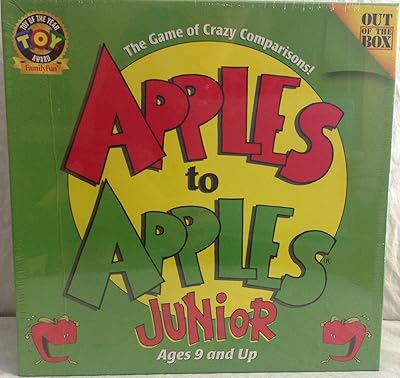 TOY OF THE YEAR
TOY
AWARD
FamilyFun
The Game of Crazy Comparisons!
OUT
OF THE
BOX
APPLES
to
APPLES®
JUNIOR
Ages 9 and Up